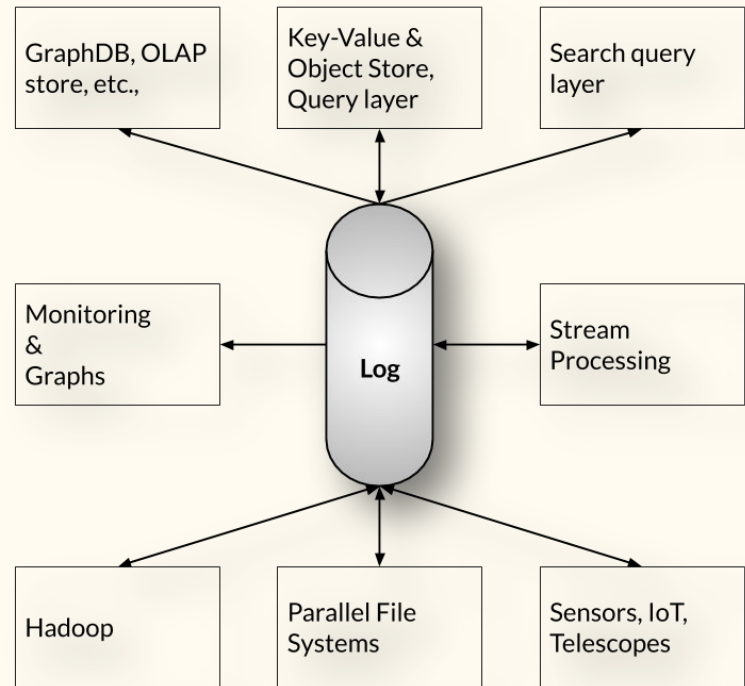 GraphDB, OLAP
store, etc.,
Key-Value &
Object Store,
Query layer
Search query
layer
Monitoring
&
Graphs
Log
Stream
Processing
Hadoop
Parallel File
Systems
Sensors, IoT,
Telescopes